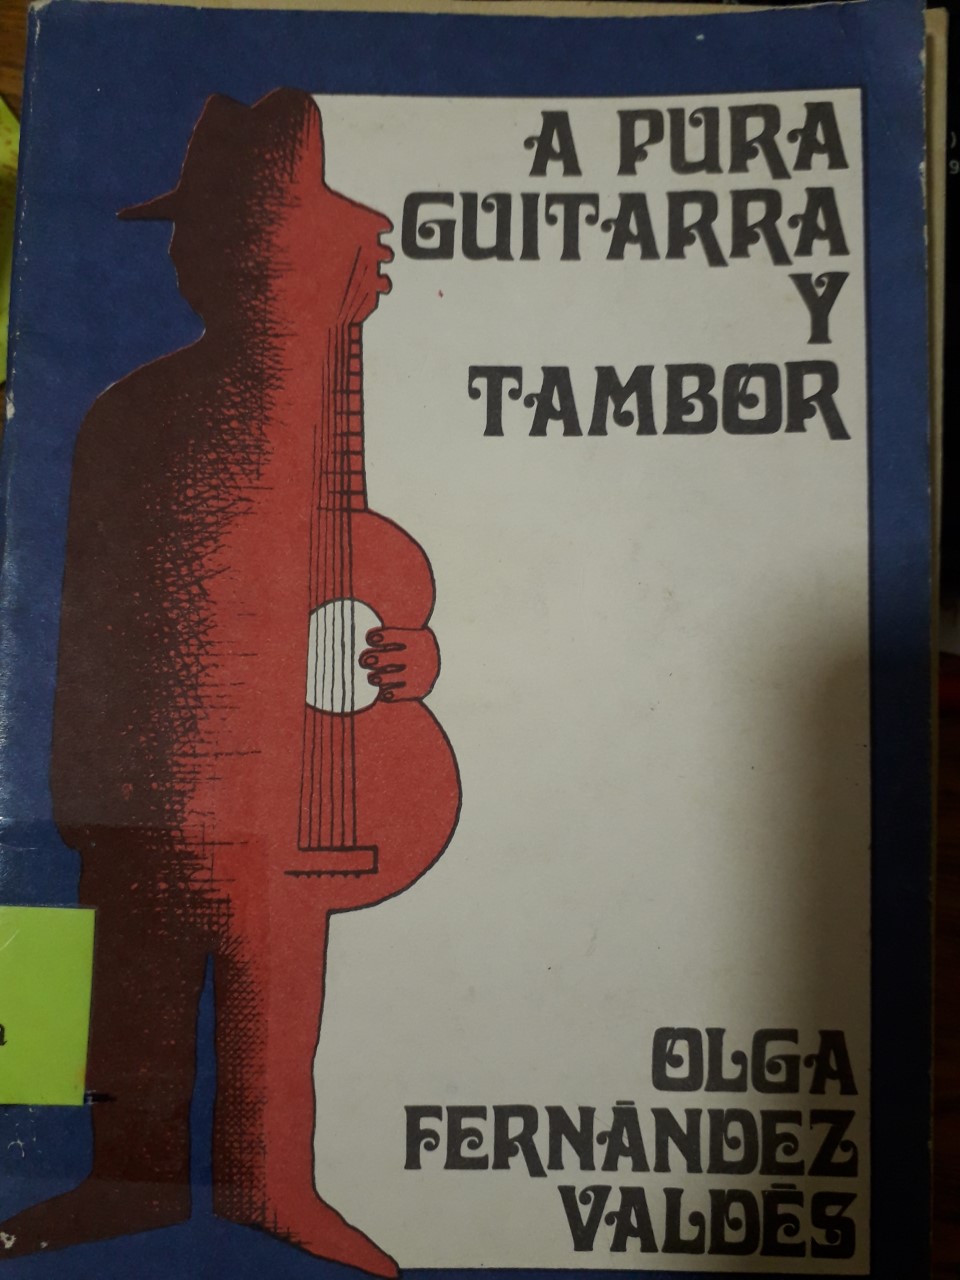 A PURA
GUITARRA
Y
TAMBOR
OLGA
FERNÁNDEZ
VALDÉS
a